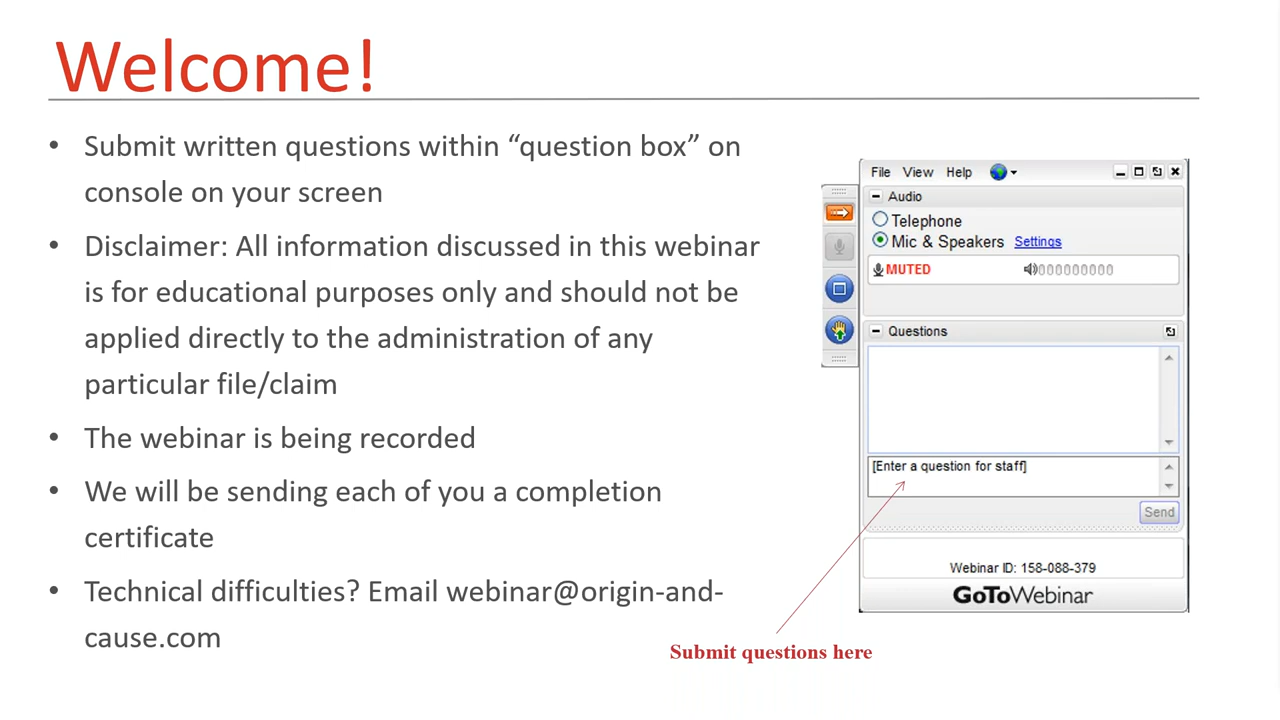 Welcome!
• Submit written questions within “question box” on
console on your screen
• Disclaimer: All information discussed in this webinar
is for educational purposes only and should not be
applied directly to the administration of any
particular file/claim
• The webinar is being recorded
• We will be sending each of you a completion
certificate
• Technical difficulties? Email webinar@origin-and-
cause.com
File View Help
Audio
Telephone
Mic & Speakers Settings
MUTED 000000000
Questions
[Enter a question for staff]
Send
Webinar ID: 158-088-379
GoToWebinar
Submit questions here